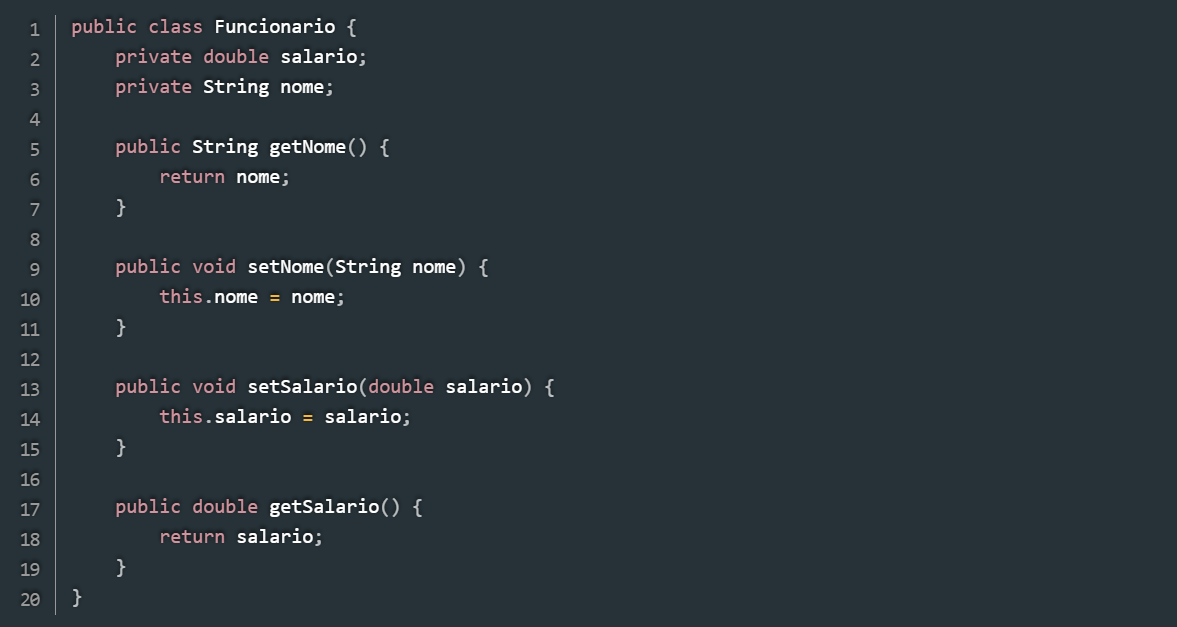 1 public class Funcionario {
2     private double salario;
3     private String nome;
4
5     public String getNome() {
6         return nome;
7     }
8
9     public void setNome(String nome) {
10         this.nome = nome;
11     }
12
13     public void setSalario(double salario) {
14         this.salario = salario;
15     }
16
17     public double getSalario() {
18         return salario;
19     }
20 }